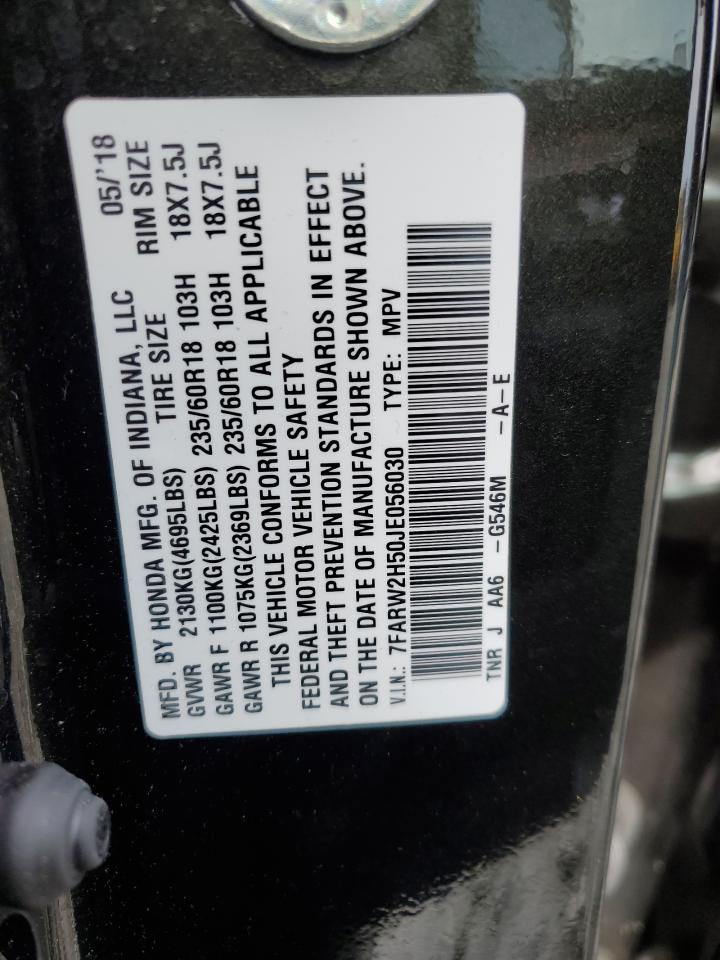 MFD. BY HONDA MFG. OF INDIANA, LLC 05/'18
GVWR 2130KG(4695LBS) TIRE SIZE RIM SIZE
GAWR F 1100KG(2425LBS) 235/60R18 103H 18X7.5J
GAWR R 1075KG(2369LBS) 235/60R18 103H 18X7.5J
THIS VEHICLE CONFORMS TO ALL APPLICABLE
FEDERAL MOTOR VEHICLE SAFETY
AND THEFT PREVENTION STANDARDS IN EFFECT
ON THE DATE OF MANUFACTURE SHOWN ABOVE.
V.I.N.: 7FARW2H50JE056030 TYPE: MPV
TNR J AA6 -G546M -A-E